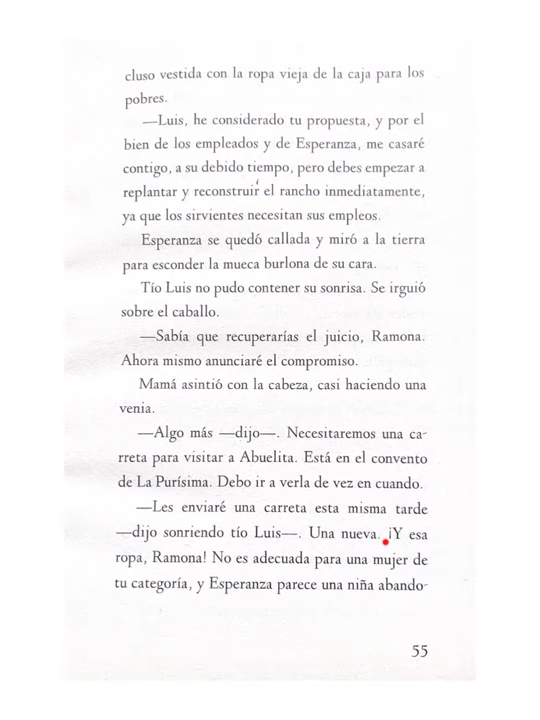 cluso vestida con la ropa vieja de la caja para los
pobres.
—Luis, he considerado tu propuesta, y por el
bien de los empleados y de Esperanza, me casaré
contigo, a su debido tiempo, pero debes empezar a
replantar y reconstruir el rancho inmediatamente,
ya que los sirvientes necesitan sus empleos.
Esperanza se quedó callada y miró a la tierra
para esconder la mueca burlona de su cara.
Tío Luis no pudo contener su sonrisa. Se irguió
sobre el caballo.
—Sabía que recuperarías el juicio, Ramona.
Ahora mismo anunciaré el compromiso.
Mamá asintió con la cabeza, casi haciendo una
venia.
—Algo más —dijo—. Necesitaremos una ca-
rreta para visitar a Abuelita. Está en el convento
de La Purísima. Debo ir a verla de vez en cuando.
—Les enviaré una carreta esta misma tarde
—dijo sonriendo tío Luis—. Una nueva. ¡Y esa
ropa, Ramona! No es adecuada para una mujer de
tu categoría, y Esperanza parece una niña abando-
55